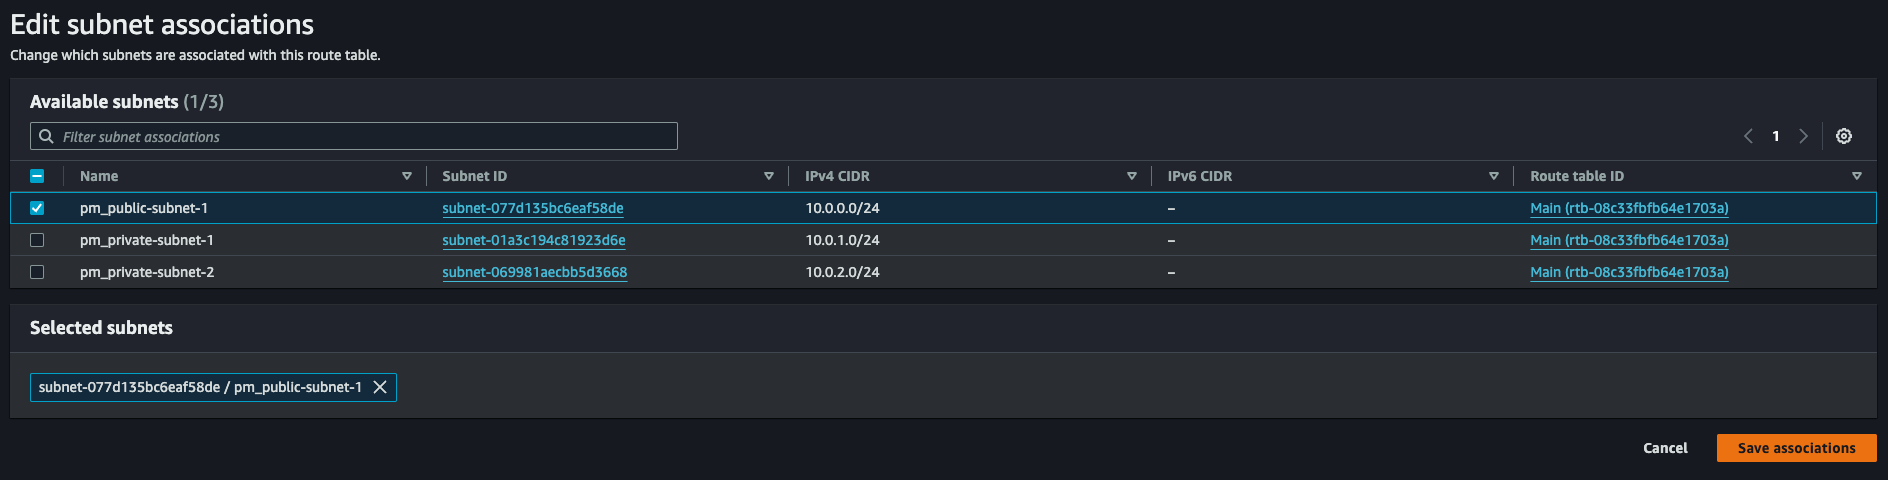 Edit subnet associations
Change which subnets are associated with this route table.
Available subnets (1/3)
Filter subnet associations
1
Name Subnet ID IPv4 CIDR IPv6 CIDR Route table ID
pm_public-subnet-1 subnet-077d135bc6eaf58de 10.0.0.0/24 – Main (rtb-08c33fbfb64e1703a)
pm_private-subnet-1 subnet-01a3c194c81923d6e 10.0.1.0/24 – Main (rtb-08c33fbfb64e1703a)
pm_private-subnet-2 subnet-069981aecbb5d3668 10.0.2.0/24 – Main (rtb-08c33fbfb64e1703a)
Selected subnets
subnet-077d135bc6eaf58de / pm_public-subnet-1
Cancel Save associations